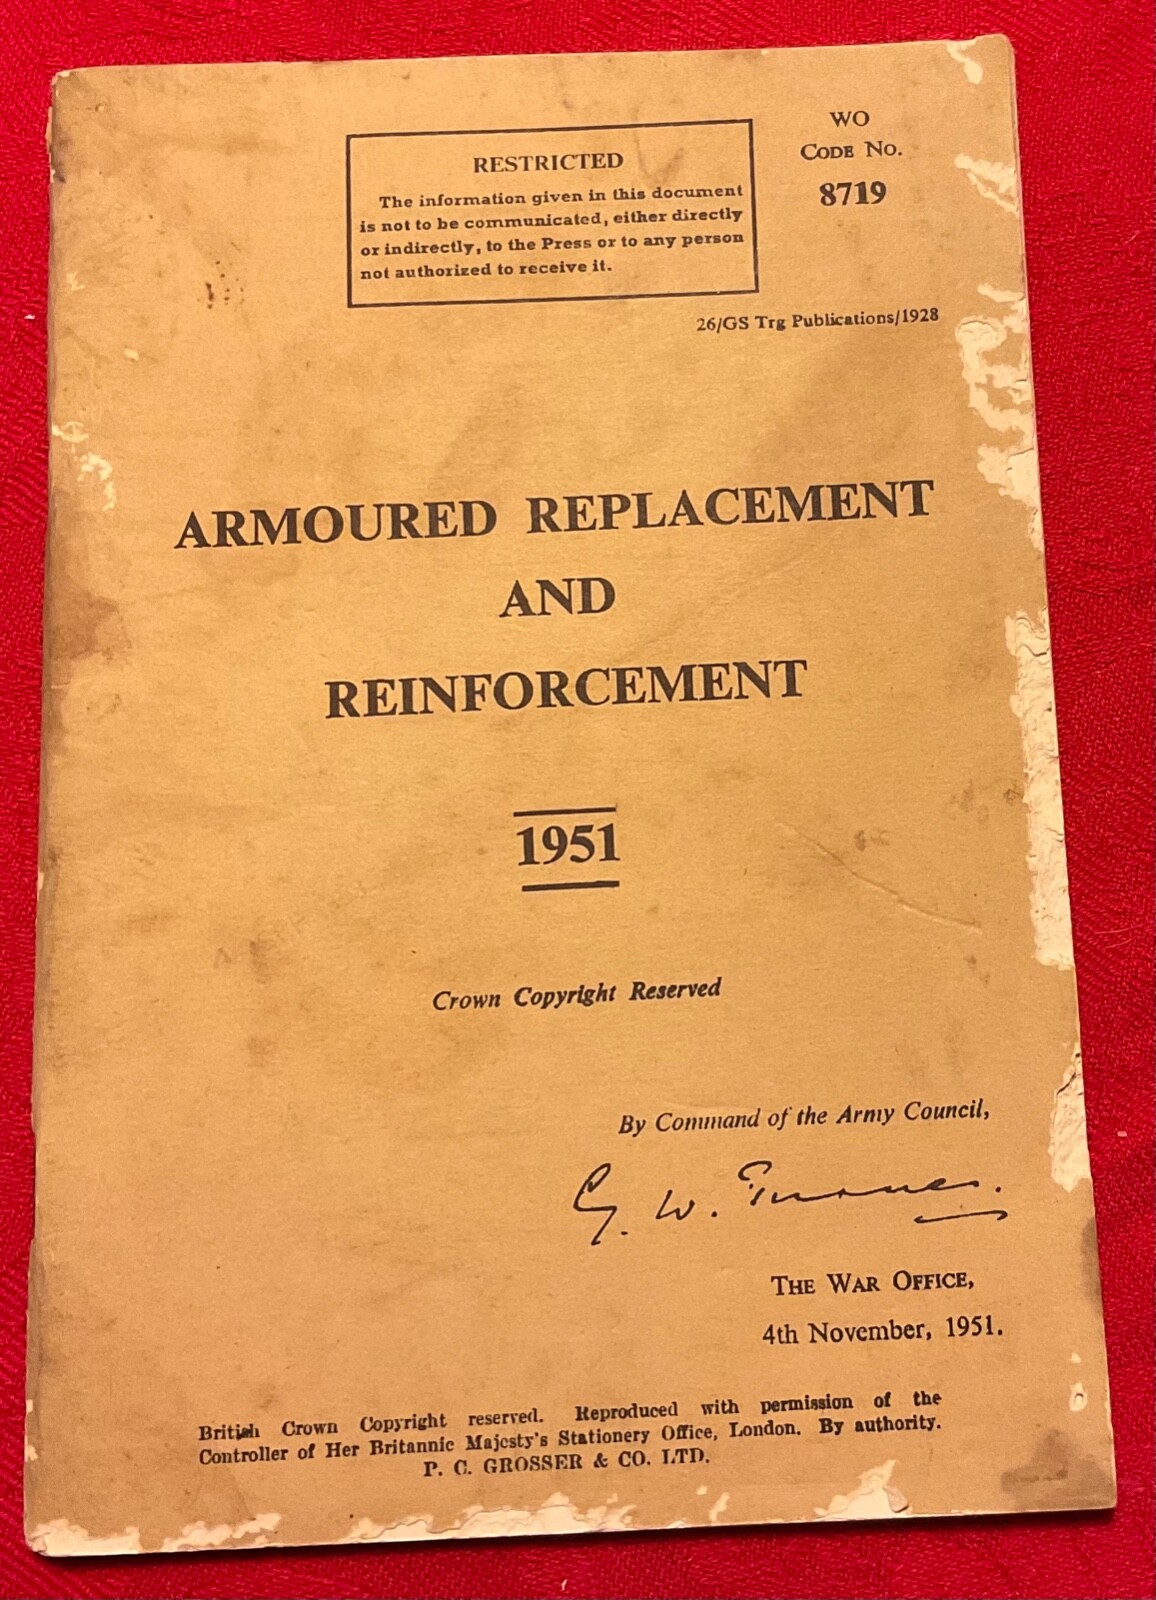 WO
CODE NO.
8719
RESTRICTED
The information given in this document
is not to be communicated, either directly
or indirectly, to the Press or to any person
not authorized to receive it.
26/GS Trg Publications/1928
ARMOURED REPLACEMENT
AND
REINFORCEMENT
1951
Crown Copyright Reserved
By Command of the Army Council,
G. W. Turner.
THE WAR OFFICE,
4th November, 1951.
British Crown Copyright reserved. Reproduced with permission of the
Controller of Her Britannic Majesty's Stationery Office, London. By authority.
P. C. GROSSER & CO. LTD.